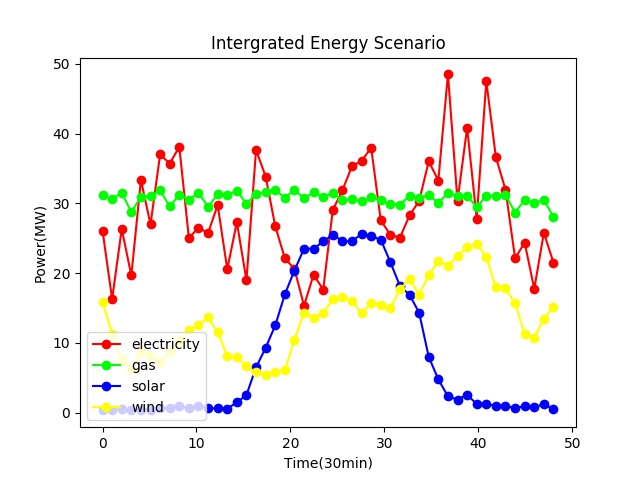 Intergrated Energy Scenario
Power(MW)
50
40
30
20
10
0
electricity
gas
solar
wind
0 10 20 30 40 50
Time(30min)